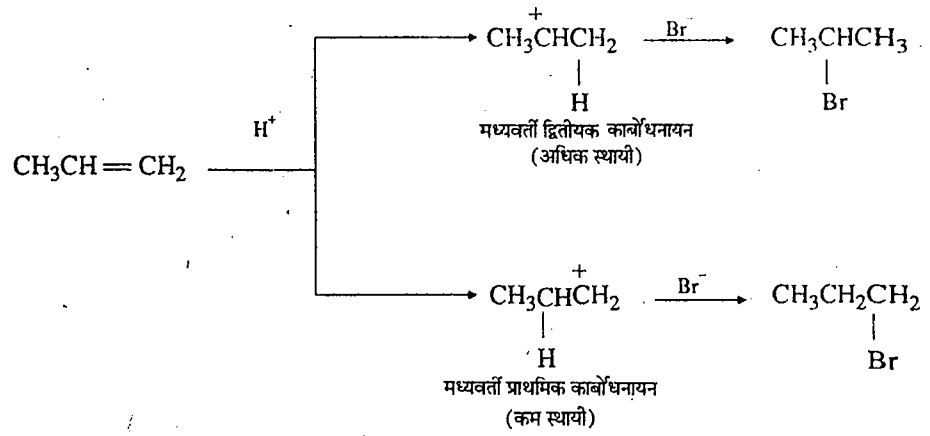 CH₃C⁺HCH₂ Br⁻ CH₃CHCH₃
H Br
मध्यवर्ती द्वितीयक कार्बोधनायन
(अधिक स्थायी)
H⁺
CH₃CH=CH₂
CH₃CHC⁺H₂ Br⁻ CH₃CH₂CH₂
H Br
मध्यवर्ती प्राथमिक कार्बोधनायन
(कम स्थायी)